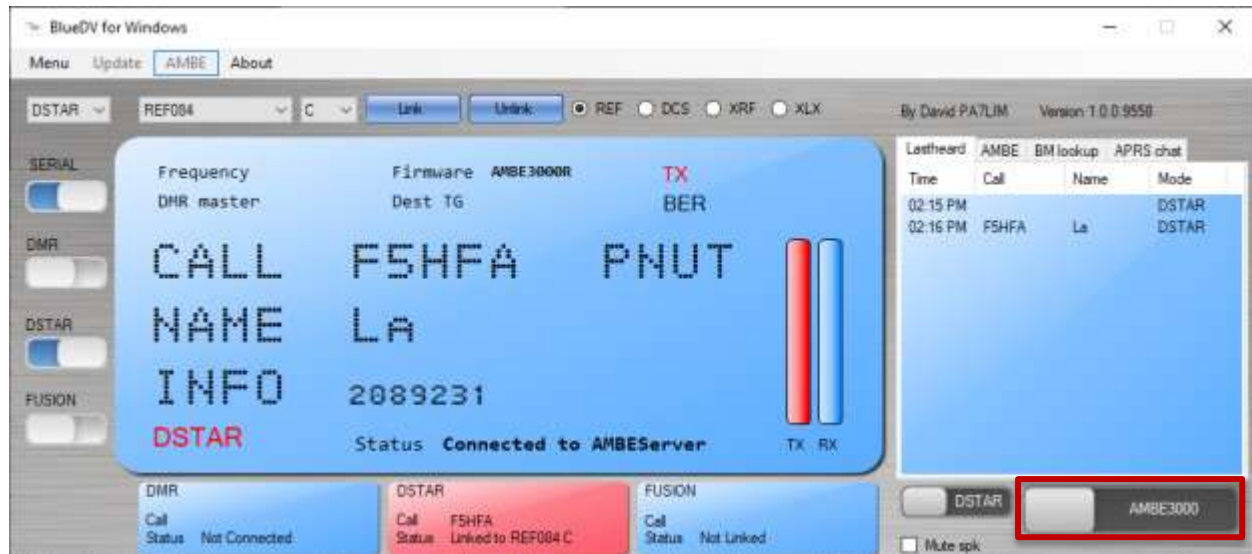 BlueDV for Windows
Menu Update AMBE About
DSTAR REF084 C Link Unlink REF DCS XRF XLX By David PA7LIM Version 1.0.0.9558
SERIAL
DMR
DSTAR
FUSION
Frequency Firmware AMBE3000R TX
DMR master Dest TG BER
CALL F5HFA PNUT
NAME La
INFO 2089231
DSTAR Status Connected to AMBEServer TX RX
Lastheard AMBE BM lookup APRS chat
Time Call Name Mode
02:15 PM DSTAR
02:16 PM F5HFA La DSTAR
DMR
Call
Status Not Connected
DSTAR
Call F5HFA
Status Linked to REF084 C
FUSION
Call
Status Not Linked
DSTAR AMBE3000
Mute spk